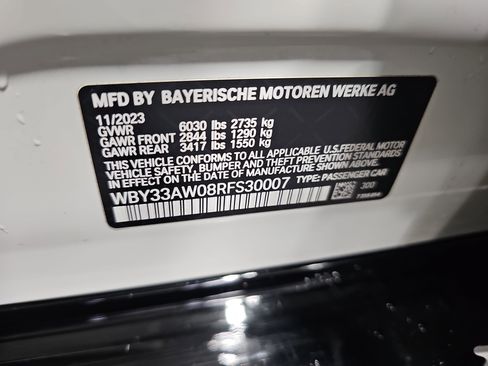 MFD BY BAYERISCHE MOTOREN WERKE AG
11/2023
GVWR 6030 lbs 2735 kg
GAWR FRONT 2844 lbs 1290 kg
GAWR REAR 3417 lbs 1550 kg
THIS VEHICLE CONFORMS TO ALL APPLICABLE U.S.FEDERAL MOTOR
VEHICLE SAFETY, BUMPER AND THEFT PREVENTION STANDARDS
IN EFFECT ON THE DATE OF MANUFACTURE SHOWN ABOVE.
WBY33AW08RFS30007 TYPE: PASSENGER CAR
300